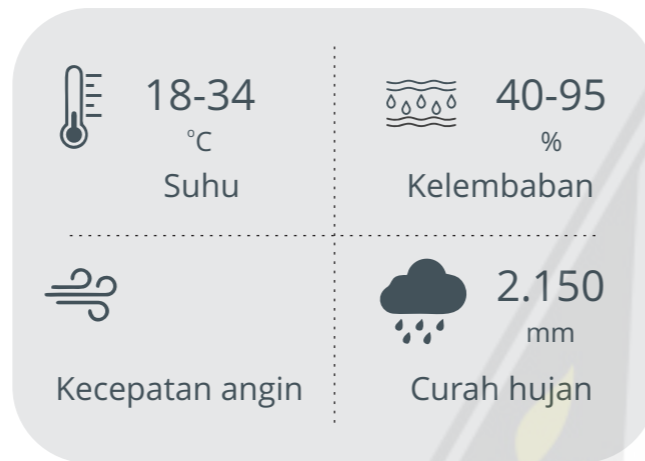 18-34
°C
Suhu
40-95
%
Kelembaban
Kecepatan angin
2.150
mm
Curah hujan